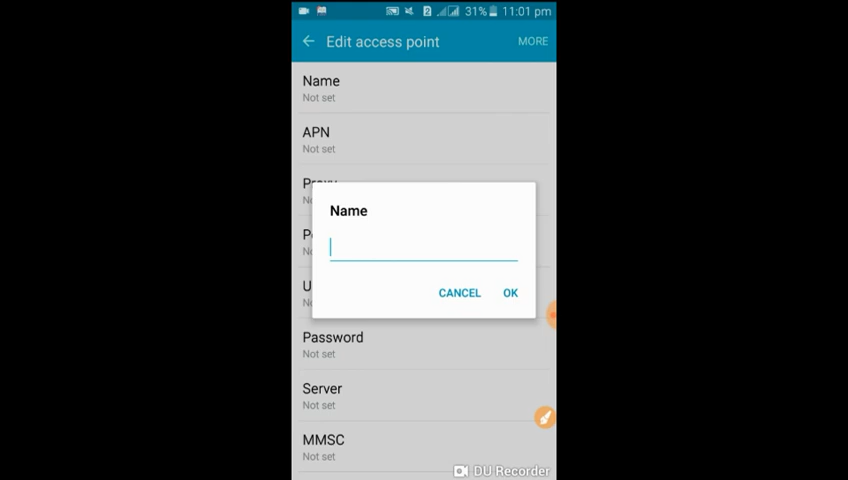 2 31% 11:01 pm
Edit access point MORE
Name
Not set
APN
Not set
Name
CANCEL OK
Password
Not set
Server
Not set
MMSC
Not set
DU Recorder